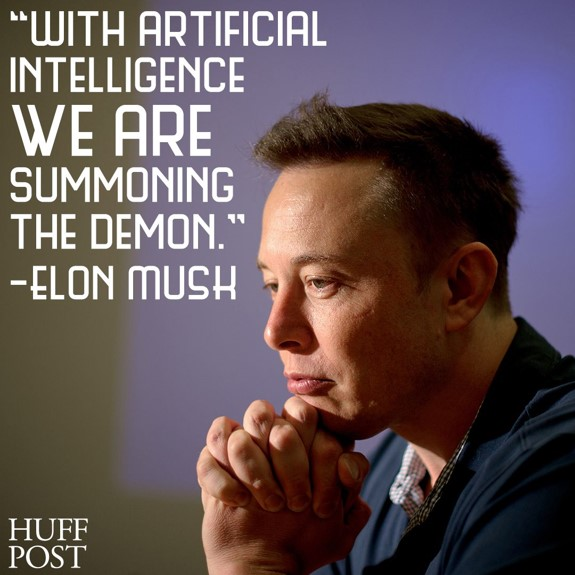 “WITH ARTIFICIAL
INTELLIGENCE
WE ARE
SUMMONING
THE DEMON.”
-ELON MUSK
HUFF
POST